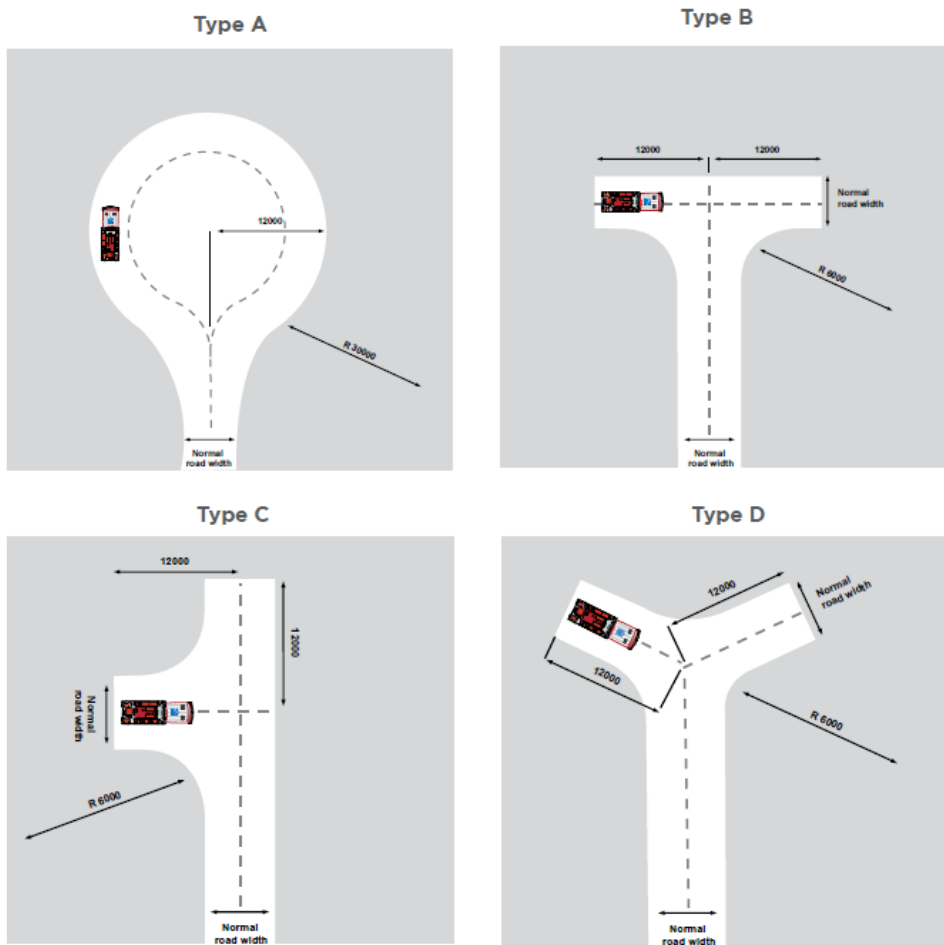 Type A
Type B
12000
R 30000
Normal
road width
12000
12000
Normal
road width
R 6000
Normal
road width
Type C
Type D
12000
12000
Normal
road width
R 6000
Normal
road width
12000
Normal
road width
12000
R 6000
Normal
road width